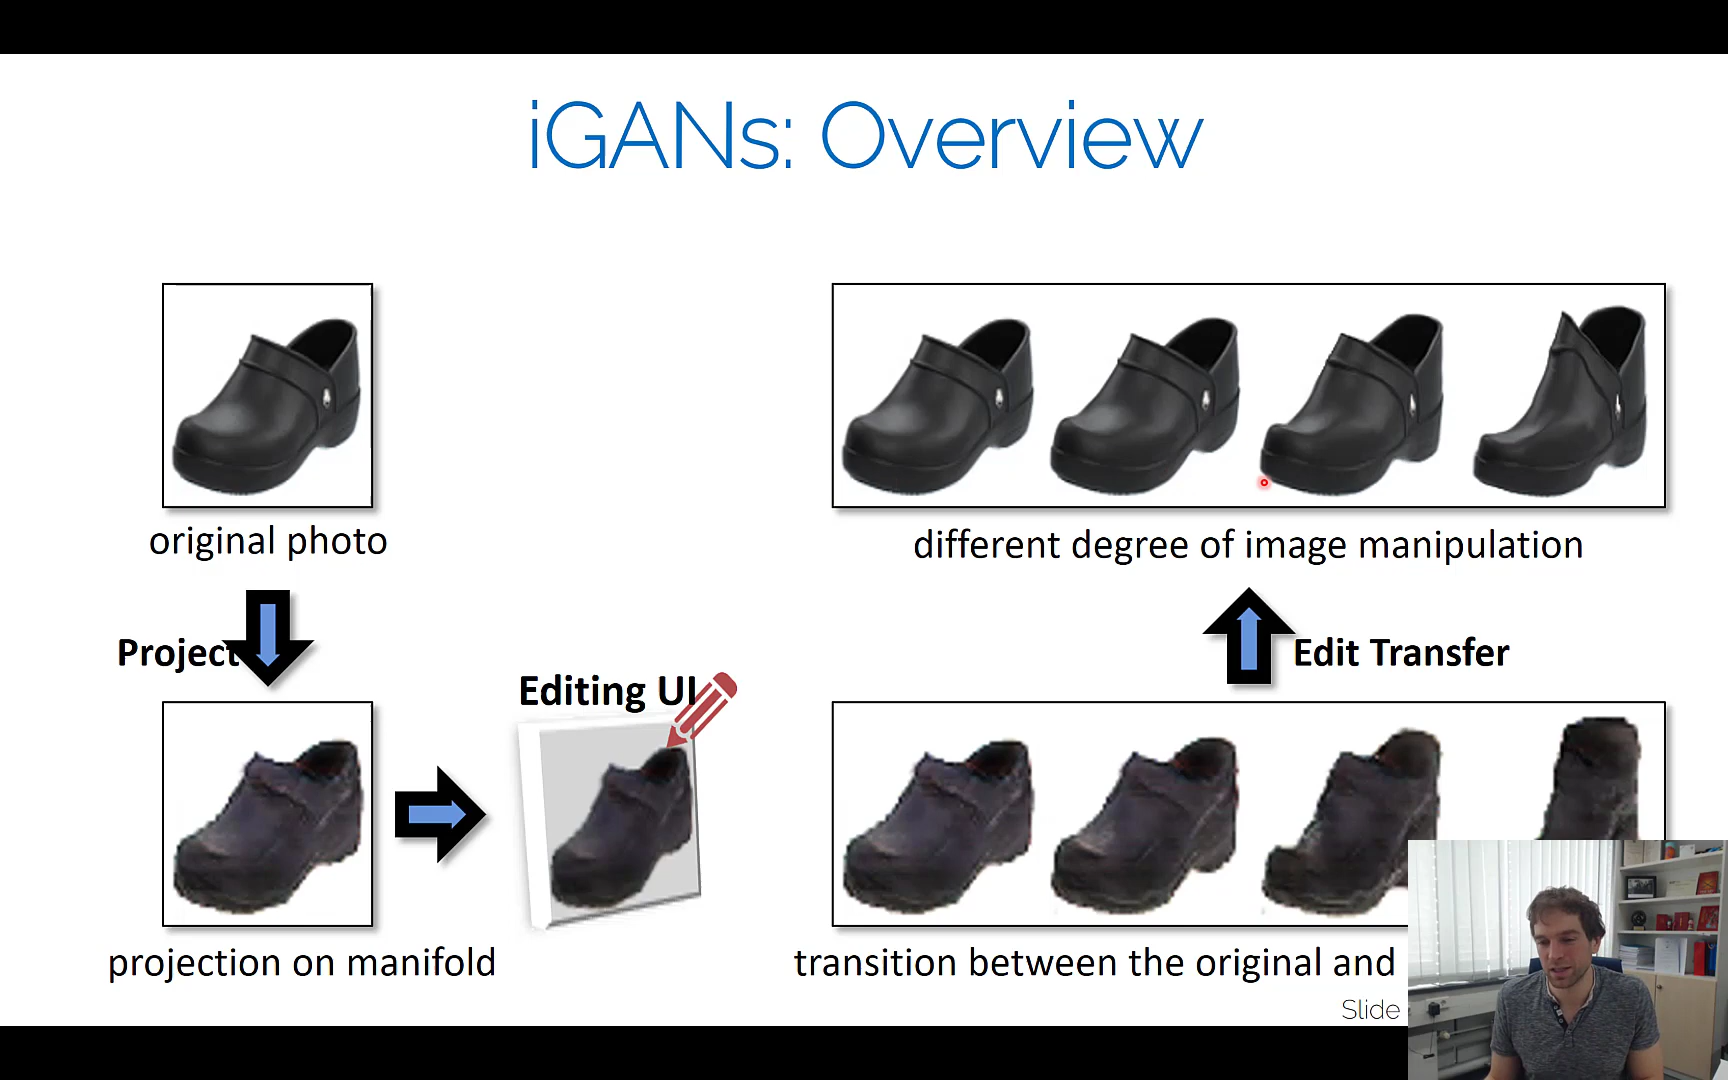 iGANs: Overview
original photo
different degree of image manipulation
Project
Edit Transfer
Editing UI
projection on manifold
transition between the original and
Slide